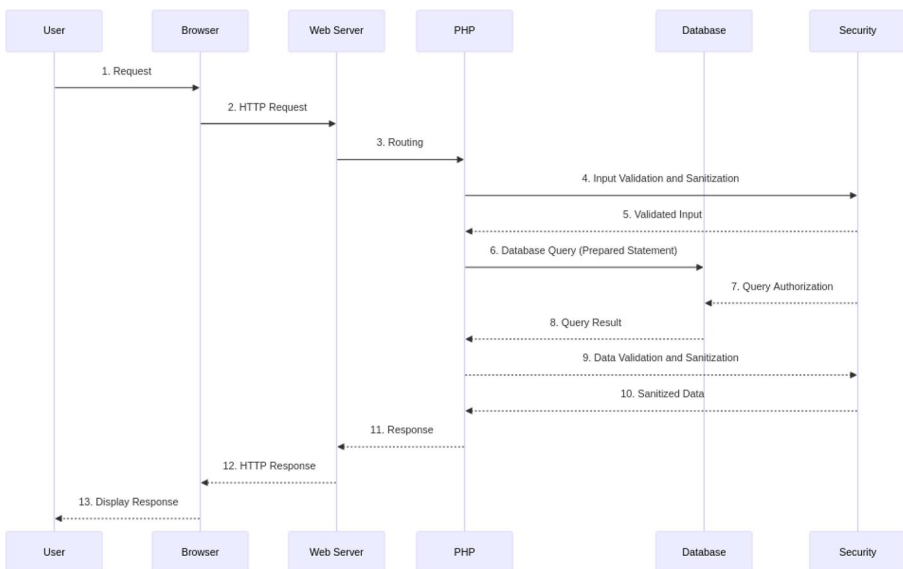 User
Browser
Web Server
PHP
Database
Security
1. Request
2. HTTP Request
3. Routing
4. Input Validation and Sanitization
5. Validated Input
6. Database Query (Prepared Statement)
7. Query Authorization
8. Query Result
9. Data Validation and Sanitization
10. Sanitized Data
11. Response
12. HTTP Response
13. Display Response
User
Browser
Web Server
PHP
Database
Security